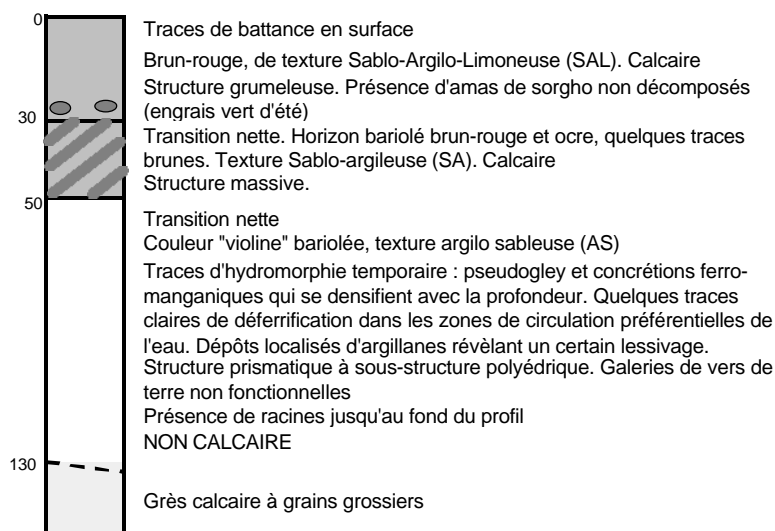 0
Traces de battance en surface
Brun-rouge, de texture Sablo-Argilo-Limoneuse (SAL). Calcaire
Structure grumeleuse. Présence d'amas de sorgho non décomposés
(engrais vert d'été)
30
Transition nette. Horizon bariolé brun-rouge et ocre, quelques traces
brunes. Texture Sablo-argileuse (SA). Calcaire
Structure massive.
50
Transition nette
Couleur "violine" bariolée, texture argilo sableuse (AS)
Traces d'hydromorphie temporaire : pseudogley et concrétions ferro-
manganiques qui se densifient avec la profondeur. Quelques traces
claires de déferrification dans les zones de circulation préférentielles de
l'eau. Dépôts localisés d'argillanes révèlant un certain lessivage.
Structure prismatique à sous-structure polyédrique. Galeries de vers de
terre non fonctionnelles
Présence de racines jusqu'au fond du profil
NON CALCAIRE
130
Grès calcaire à grains grossiers